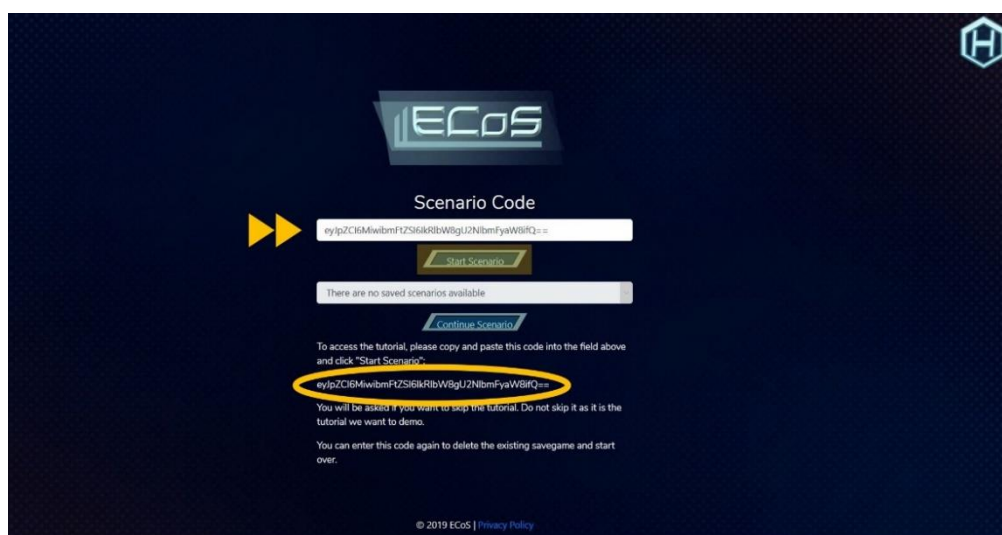 H
ECoS
Scenario Code
eyJpZCI6MiwibmFtZSI6IkRlbW8gU2NlbmFyaW8ifQ==
Start Scenario
There are no saved scenarios available
Continue Scenario
To access the tutorial, please copy and paste this code into the field above
and click "Start Scenario":
eyJpZCI6MiwibmFtZSI6IkRlbW8gU2NlbmFyaW8ifQ==
You will be asked if you want to skip the tutorial. Do not skip it as it is the
tutorial we want to demo.
You can enter this code again to delete the existing savegame and start
over.
© 2019 ECoS | Privacy Policy